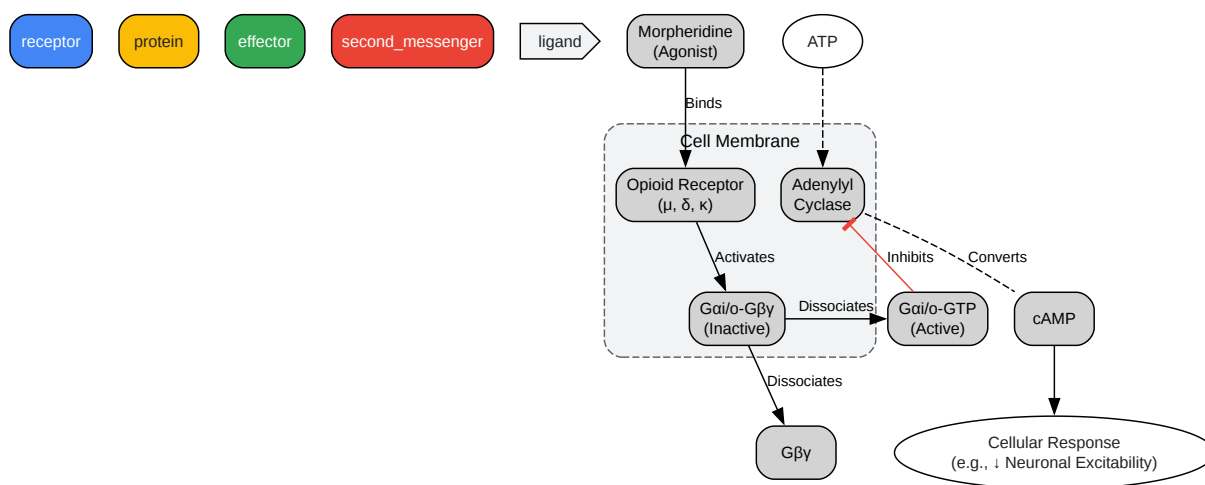 receptor
protein
effector
second_messenger
ligand
Morpheridine
(Agonist)
ATP
Binds
Cell Membrane
Opioid Receptor
(μ, δ, κ)
Adenylyl
Cyclase
Activates
Inhibits
Converts
Gαi/o-Gβγ
(Inactive)
Dissociates
Gαi/o-GTP
(Active)
cAMP
Dissociates
Gβγ
Cellular Response
(e.g., ↓ Neuronal Excitability)